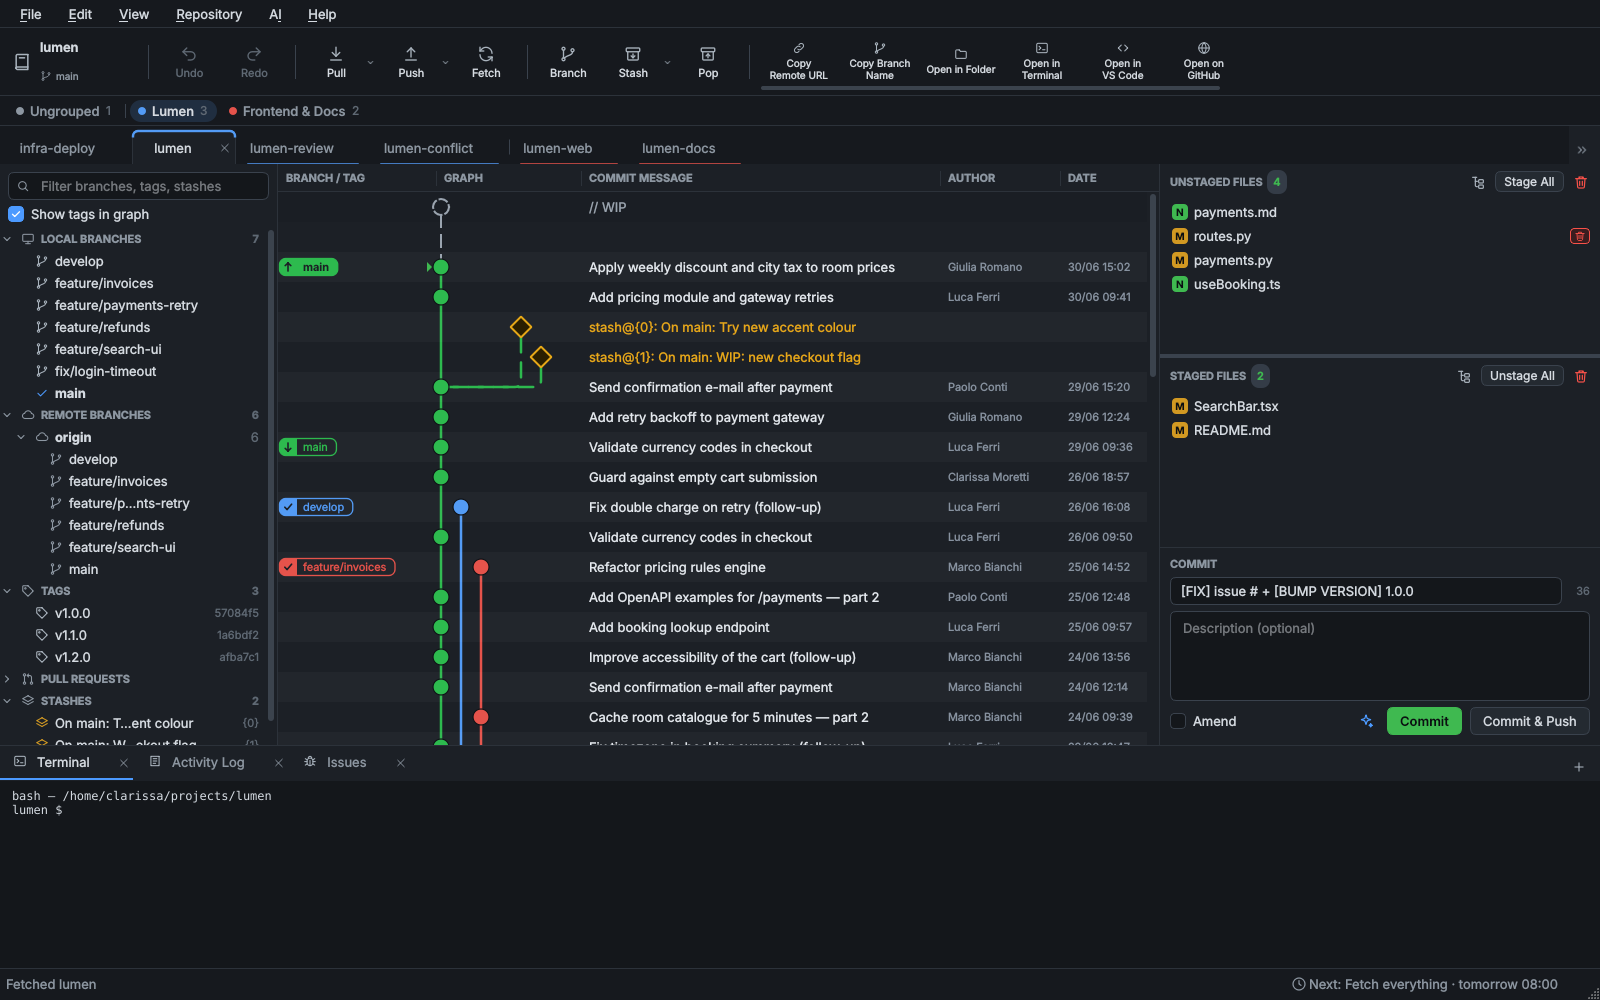 File Edit View Repository AI Help
lumen
main
Undo Redo Pull Push Fetch Branch Stash Pop
Copy Remote URL
Copy Branch Name
Open in Folder
Open in Terminal
Open in VS Code
Open on GitHub
Ungrouped 1 Lumen 3 Frontend & Docs 2
infra-deploy lumen lumen-review lumen-conflict lumen-web lumen-docs
Filter branches, tags, stashes
Show tags in graph
LOCAL BRANCHES 7
develop
feature/invoices
feature/payments-retry
feature/refunds
feature/search-ui
fix/login-timeout
main
REMOTE BRANCHES 6
origin 6
develop
feature/invoices
feature/p...nts-retry
feature/refunds
feature/search-ui
main
TAGS 3
v1.0.0 57084f5
v1.1.0 1a6bdf2
v1.2.0 afba7c1
PULL REQUESTS
STASHES 2
On main: T...ent colour {0}
On main: W...ckout flag {1}
BRANCH / TAG GRAPH COMMIT MESSAGE AUTHOR DATE
// WIP
main Apply weekly discount and city tax to room prices Giulia Romano 30/06 15:02
Add pricing module and gateway retries Luca Ferri 30/06 09:41
stash@{0}: On main: Try new accent colour
stash@{1}: On main: WIP: new checkout flag
Send confirmation e-mail after payment Paolo Conti 29/06 15:20
Add retry backoff to payment gateway Giulia Romano 29/06 12:24
main Validate currency codes in checkout Luca Ferri 29/06 09:36
Guard against empty cart submission Clarissa Moretti 26/06 18:57
develop Fix double charge on retry (follow-up) Luca Ferri 26/06 16:08
Validate currency codes in checkout Luca Ferri 26/06 09:50
feature/invoices Refactor pricing rules engine Marco Bianchi 25/06 14:52
Add OpenAPI examples for /payments — part 2 Paolo Conti 25/06 12:48
Add booking lookup endpoint Luca Ferri 25/06 09:57
Improve accessibility of the cart (follow-up) Marco Bianchi 24/06 13:56
Send confirmation e-mail after payment Marco Bianchi 24/06 12:14
Cache room catalogue for 5 minutes — part 2 Marco Bianchi 24/06 09:39
Fix timezone in booking summary (follow-up)
UNSTAGED FILES 4 Stage All
N payments.md
M routes.py
M payments.py
N useBooking.ts
STAGED FILES 2 Unstage All
M SearchBar.tsx
M README.md
COMMIT
[FIX] issue # + [BUMP VERSION] 1.0.0 36
Description (optional)
Amend Commit Commit & Push
Terminal Activity Log Issues
bash — /home/clarissa/projects/lumen
lumen $
Fetched lumen
Next: Fetch everything · tomorrow 08:00